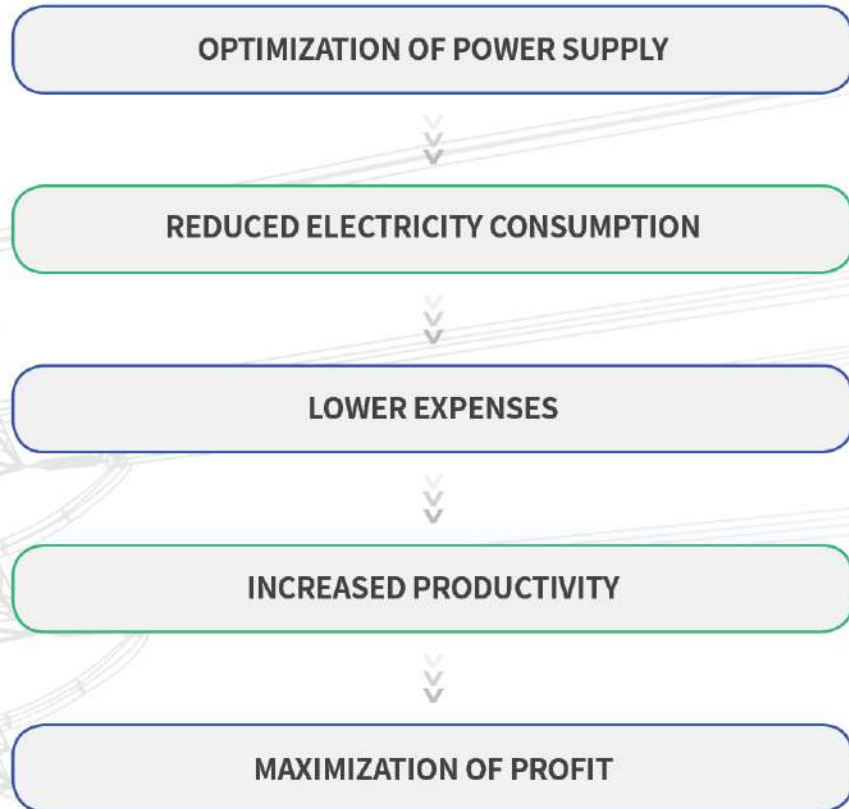 OPTIMIZATION OF POWER SUPPLY
REDUCED ELECTRICITY CONSUMPTION
LOWER EXPENSES
INCREASED PRODUCTIVITY
MAXIMIZATION OF PROFIT